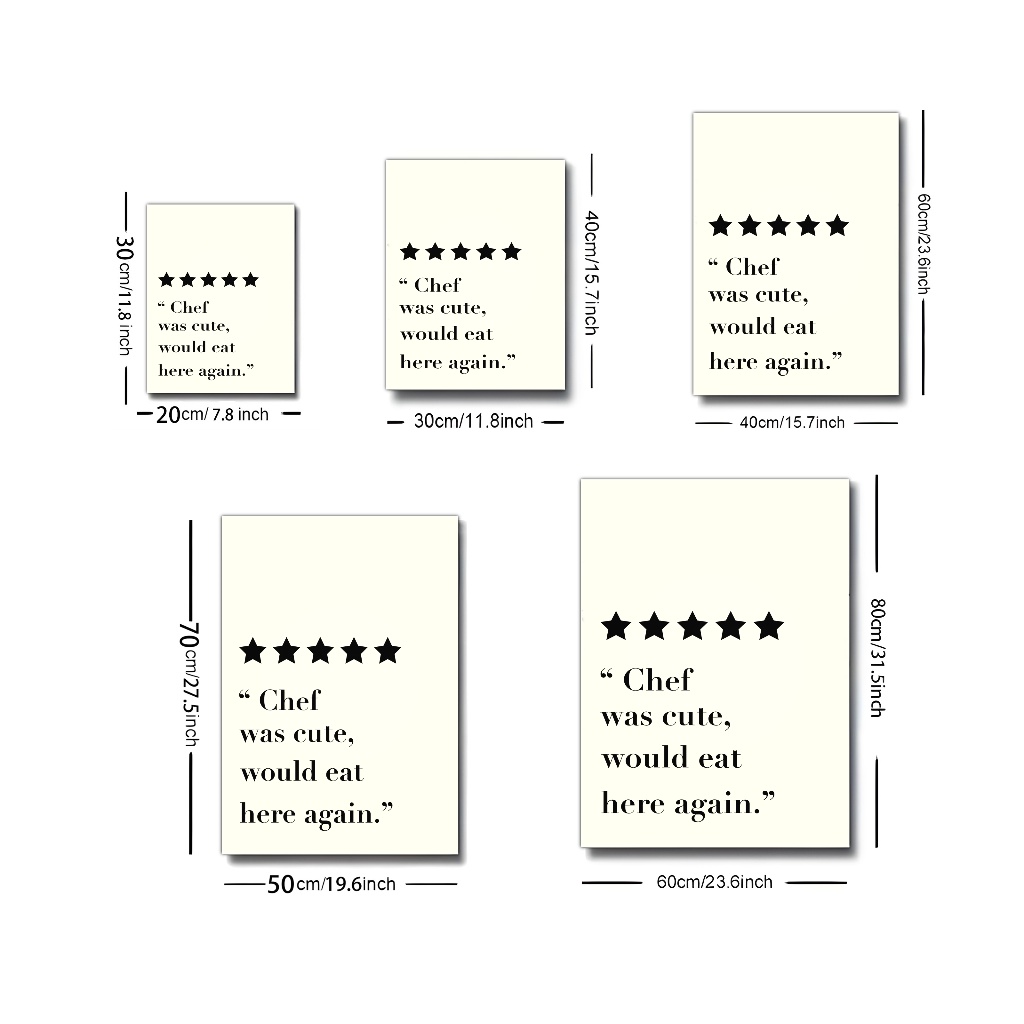 30cm/11.8 inch
“ Chef
was cute,
would eat
here again.”
20cm/ 7.8 inch
40cm/15.7inch
“ Chef
was cute,
would eat
here again.”
30cm/11.8inch
60cm/23.6inch
“ Chef
was cute,
would eat
here again.”
40cm/15.7inch
70cm/27.5inch
“ Chef
was cute,
would eat
here again.”
50cm/19.6inch
80cm/31.5inch
“ Chef
was cute,
would eat
here again.”
60cm/23.6inch